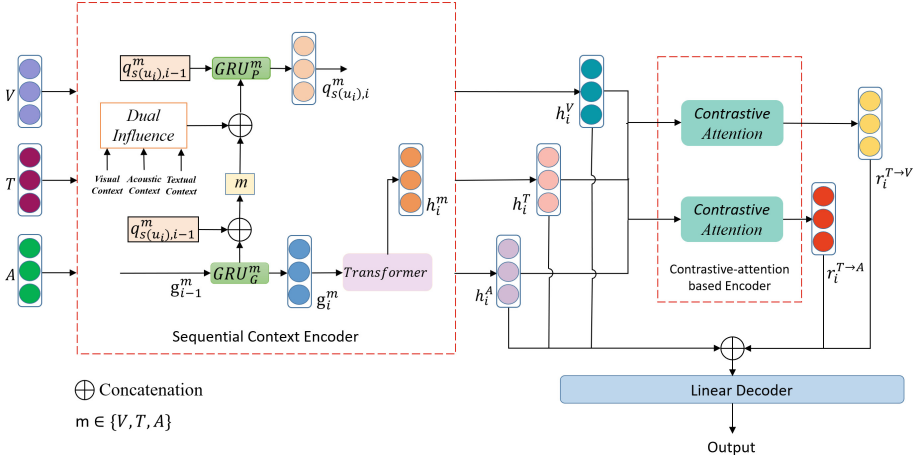 V
T
A
q^m_{s(u_i),i-1}
GRU^m_P
q^m_{s(u_i),i}
Dual
Influence
Visual
Context
Acoustic
Context
Textual
Context
m
q^m_{s(u_i),i-1}
g^m_{i-1}
GRU^m_G
g^m_i
Transformer
h^m_i
Sequential Context Encoder
h^V_i
h^T_i
h^A_i
Contrastive
Attention
Contrastive
Attention
Contrastive-attention
based Encoder
r^{T→V}_i
r^{T→A}_i
⊕ Concatenation
m ∈ {V, T, A}
Linear Decoder
Output